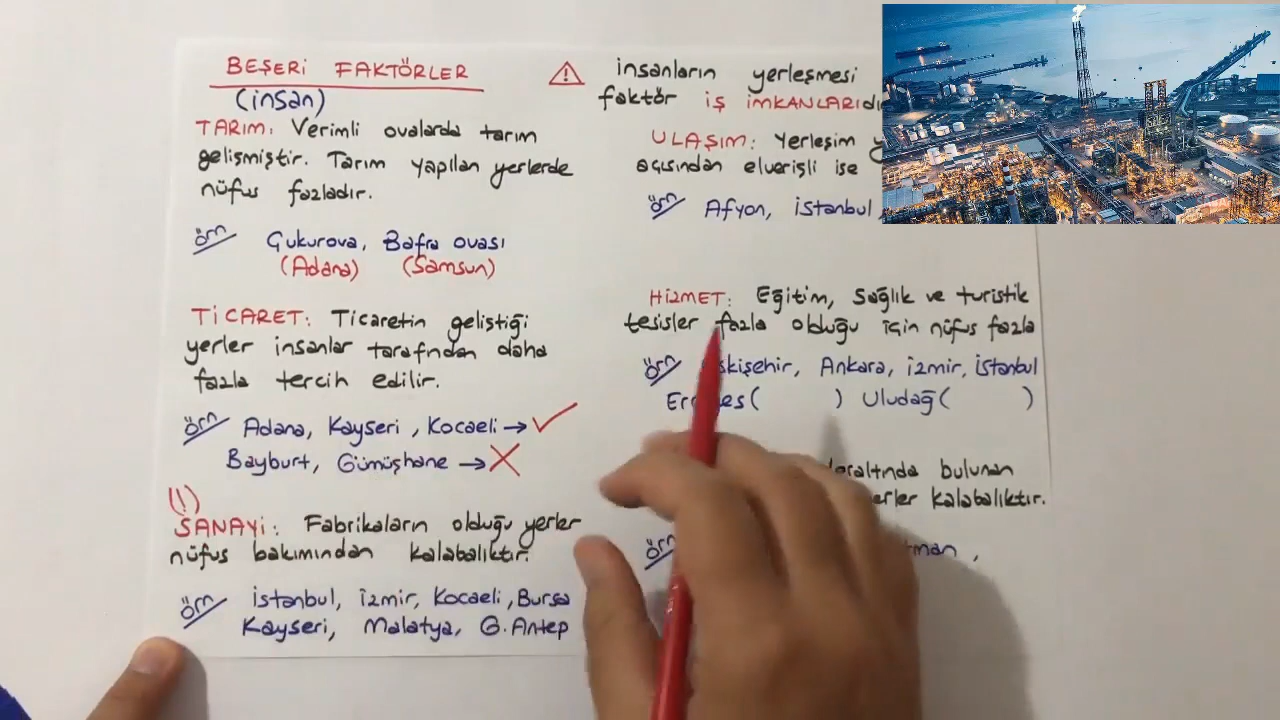 BEŞERİ FAKTÖRLER
(insan)
TARIM: Verimli ovalarda tarım
gelişmiştir. Tarım yapılan yerlerde
nüfus fazladır.
örn Çukurova, Bafra ovası
(Adana) (Samsun)
TİCARET: Ticaretin geliştiği
yerler insanlar tarafından daha
fazla tercih edilir.
örn Adana, Kayseri, Kocaeli → ✓
Bayburt, Gümüşhane → X
(!)
SANAYİ: Fabrikaların olduğu yerler
nüfus bakımından kalabalıktır.
örn İstanbul, İzmir, Kocaeli, Bursa
Kayseri, Malatya, G.Antep
insanların yerleşmesi
faktör İŞ İMKANLARIdır
ULAŞIM: Yerleşim
açısından elverişli ise
örn Afyon, İstanbul,
HİZMET: Eğitim, Sağlık ve turistik
tesisler fazla olduğu için nüfus fazla
örn Ankara, İzmir, İstanbul
( ) Uludağ( )
bulunan
kalabalıktır.
örn